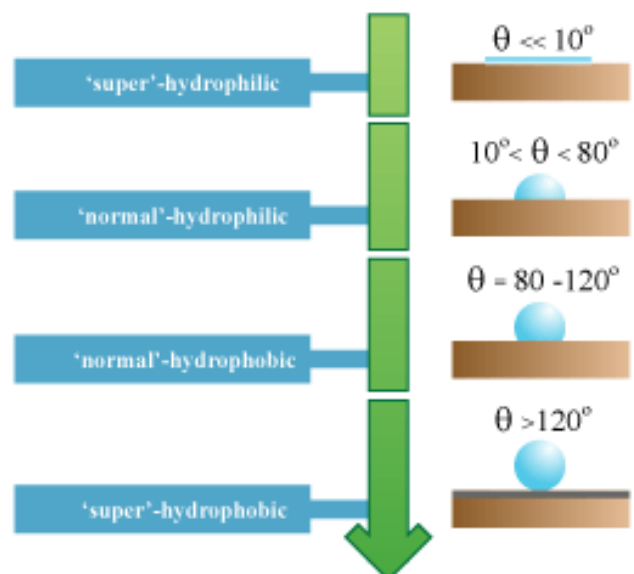 'super'-hydrophilic
θ << 10°
'normal'-hydrophilic
10°< θ < 80°
'normal'-hydrophobic
θ = 80 -120°
'super'-hydrophobic
θ >120°